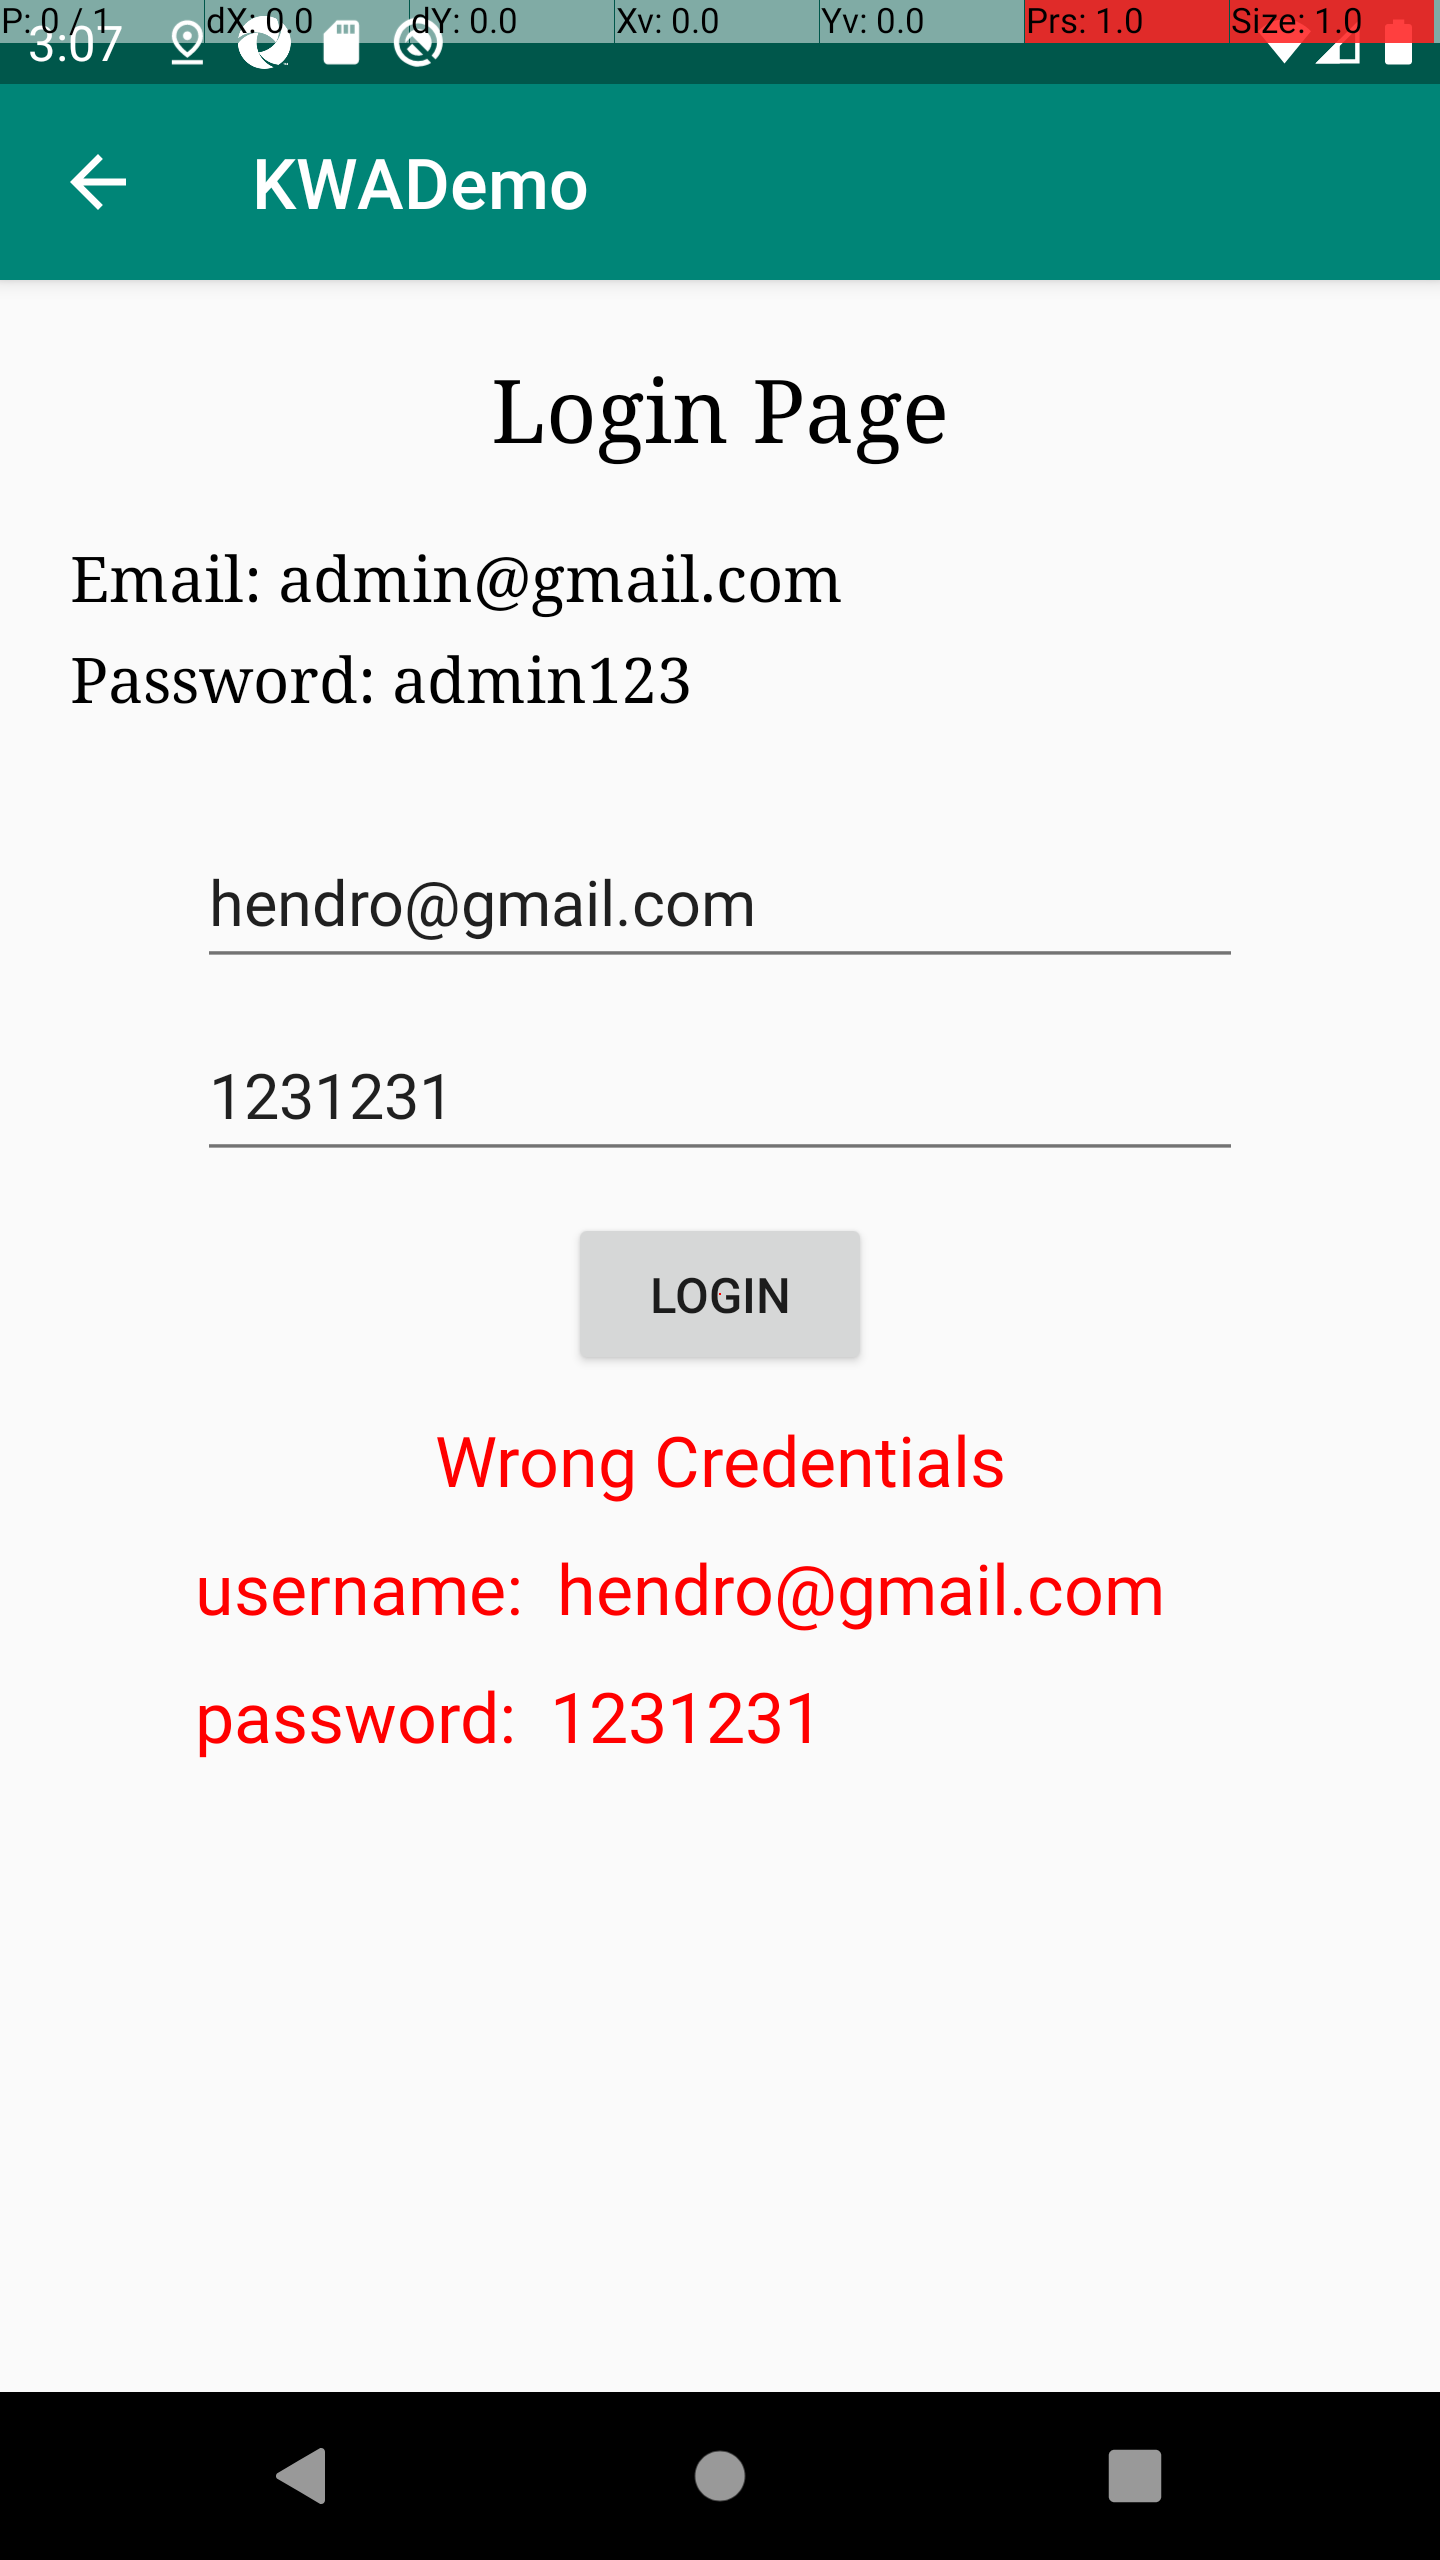 P: 0 / 1 dX: 0.0 dY: 0.0 Xv: 0.0 Yv: 0.0 Prs: 1.0 Size: 1.0
3:07
KWADemo
Login Page
Email: admin@gmail.com
Password: admin123
hendro@gmail.com
1231231
LOGIN
Wrong Credentials
username: hendro@gmail.com
password: 1231231